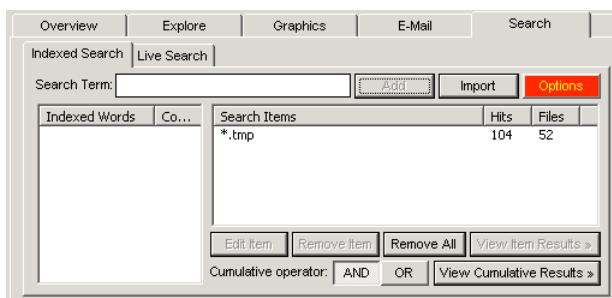 Overview Explore Graphics E-Mail Search
Indexed Search Live Search
Search Term: Add Import Options
Indexed Words Co... Search Items Hits Files
*.tmp 104 52
Edit Item Remove Item Remove All View Item Results »
Cumulative operator: AND OR View Cumulative Results »